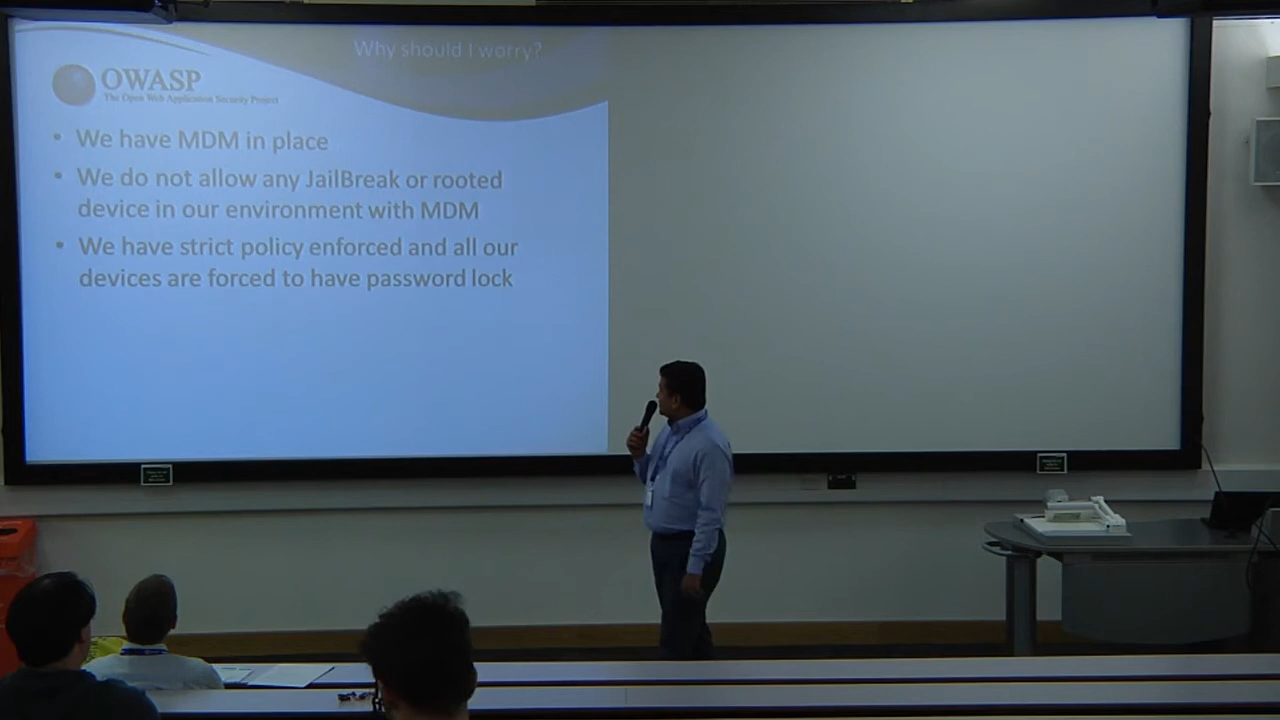 Why should I worry?
OWASP
The Open Web Application Security Project
• We have MDM in place
• We do not allow any JailBreak or rooted
device in our environment with MDM
• We have strict policy enforced and all our
devices are forced to have password lock